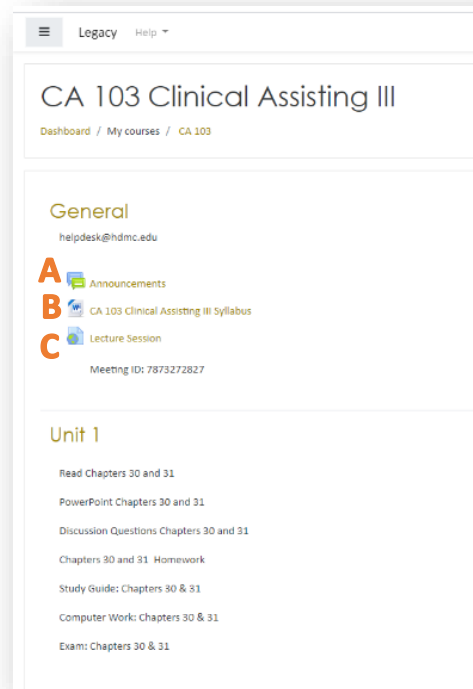 Legacy Help
CA 103 Clinical Assisting III
Dashboard / My courses / CA 103
General
helpdesk@hdmc.edu
A Announcements
B CA 103 Clinical Assisting III Syllabus
C Lecture Session
Meeting ID: 7873272827
Unit 1
Read Chapters 30 and 31
PowerPoint Chapters 30 and 31
Discussion Questions Chapters 30 and 31
Chapters 30 and 31 Homework
Study Guide: Chapters 30 & 31
Computer Work: Chapters 30 & 31
Exam: Chapters 30 & 31